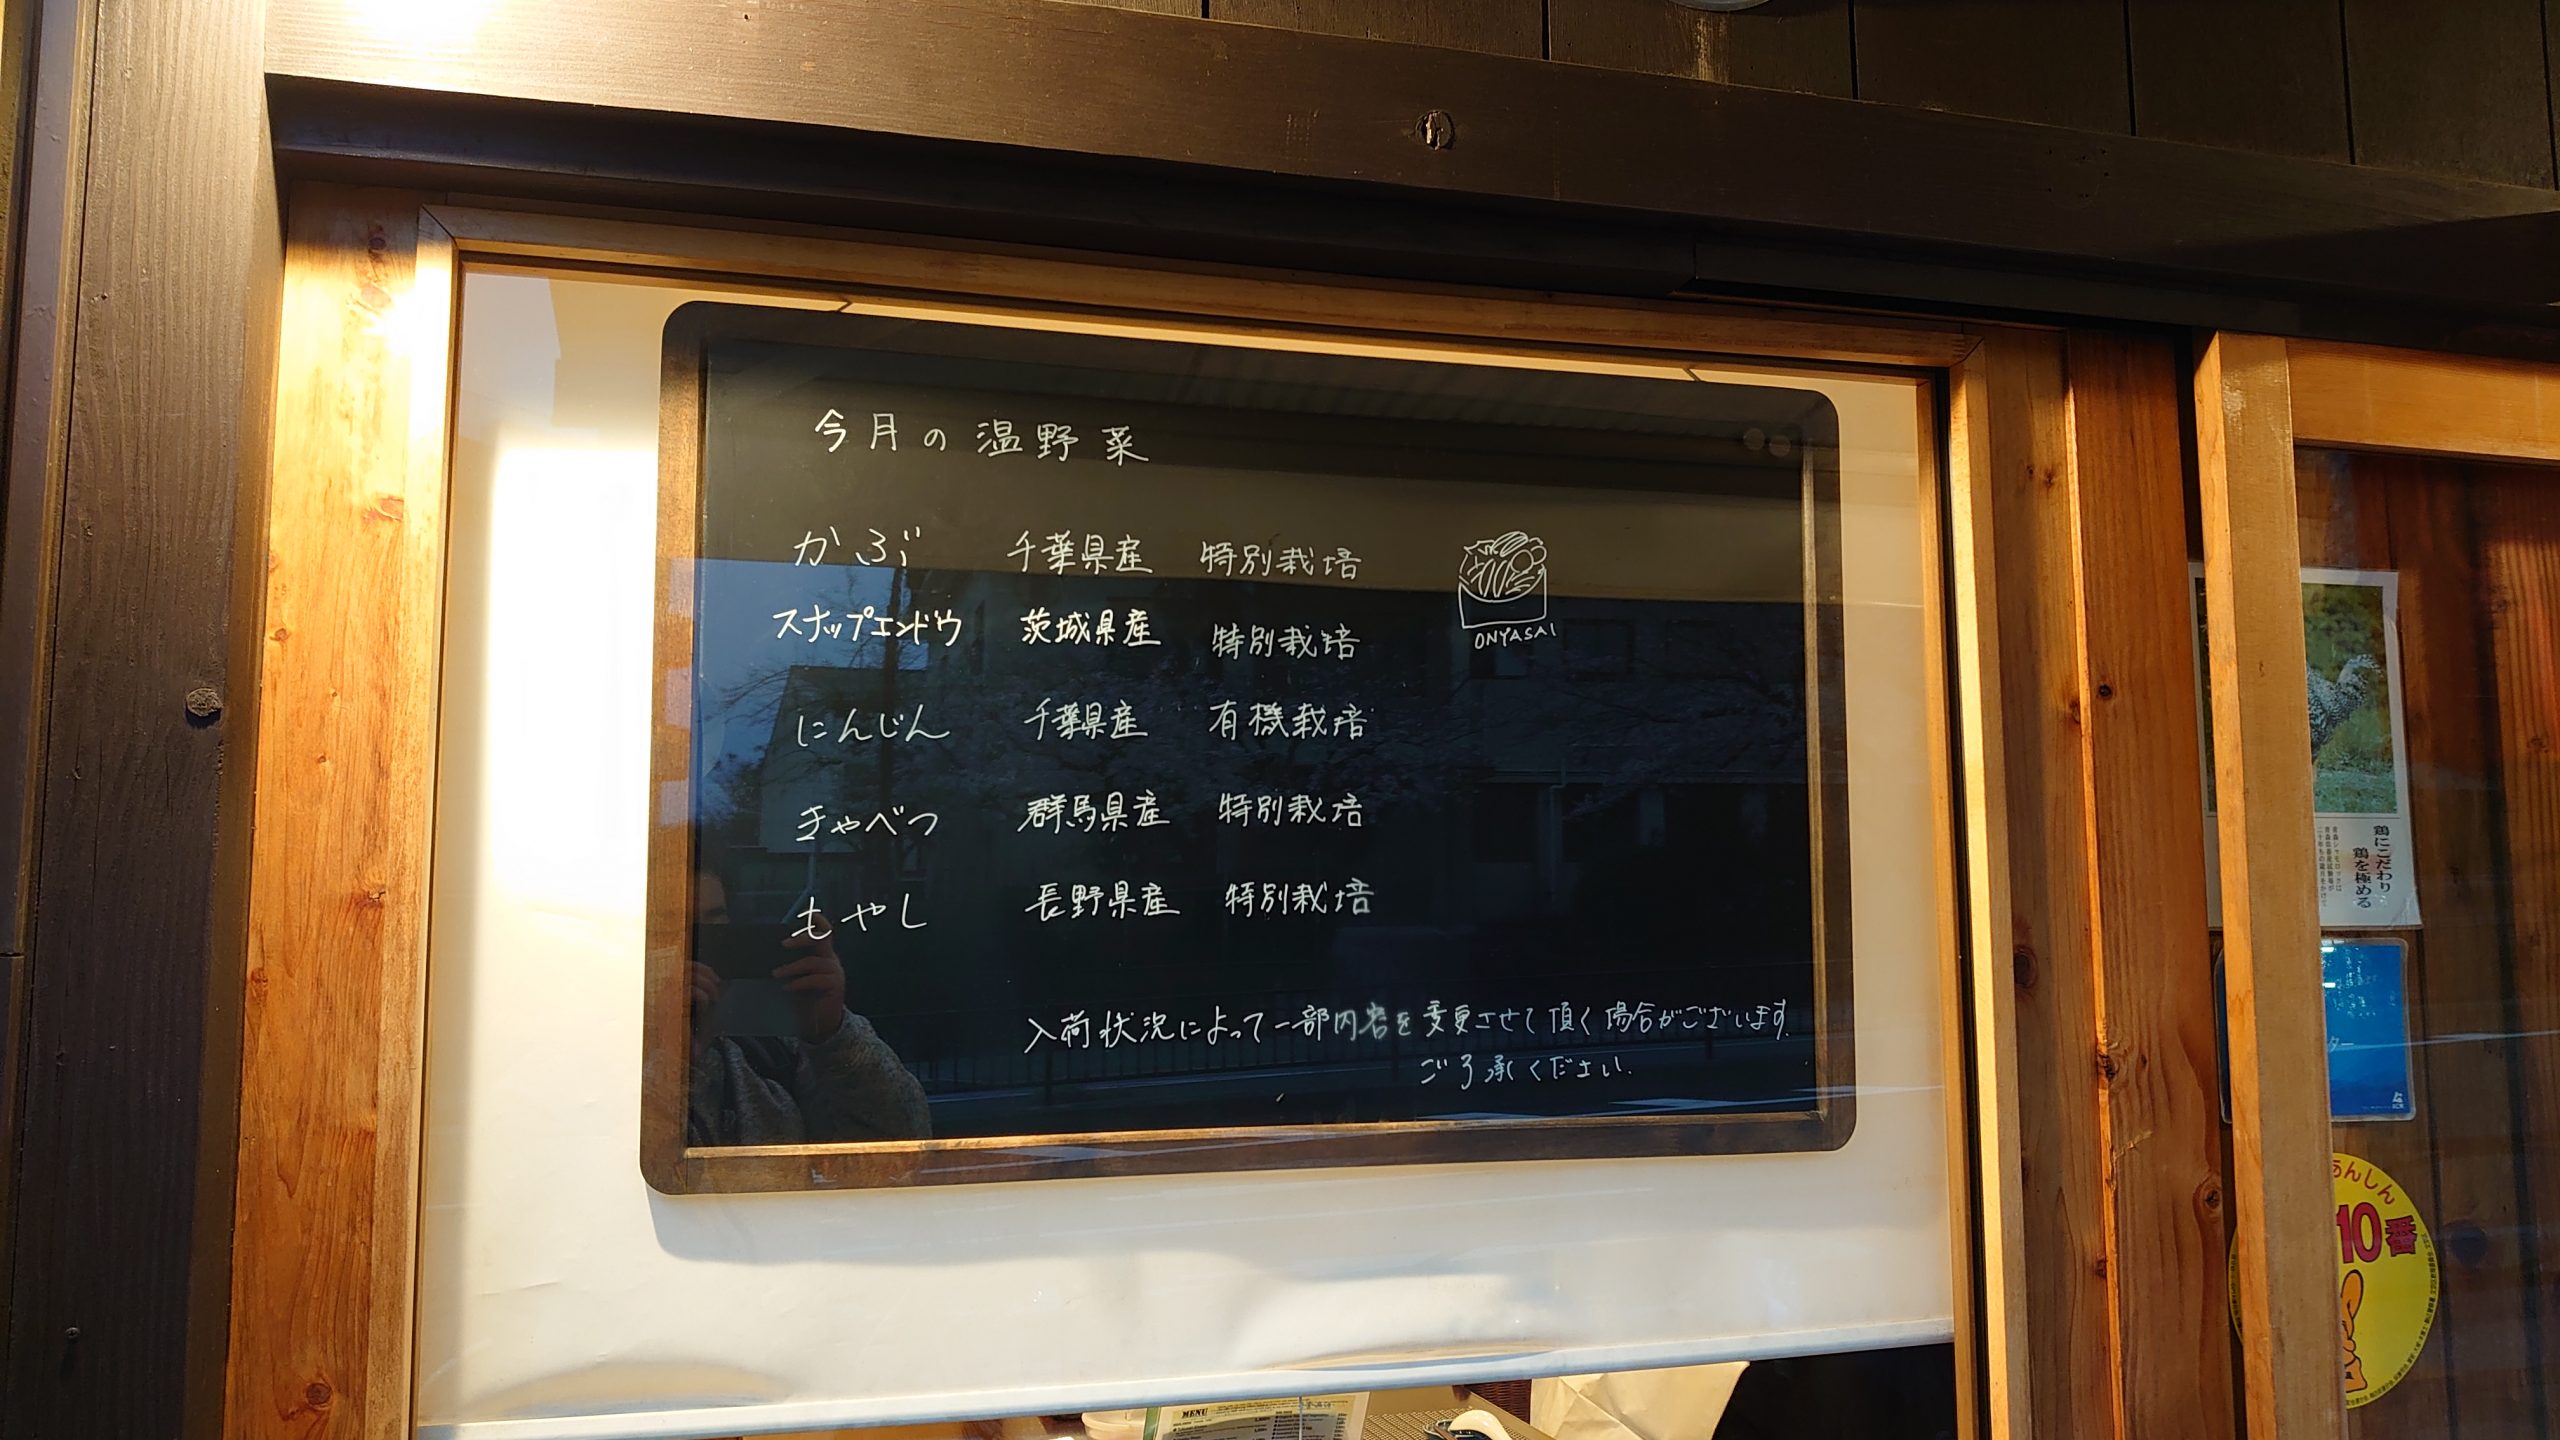 今月の温野菜
かぶ 千葉県産 特別栽培
スナップエンドウ 茨城県産 特別栽培
にんじん 千葉県産 有機栽培
きゃべつ 群馬県産 特別栽培
もやし 長野県産 特別栽培
ONYASAI
入荷状況によって一部内容を変更させて頂く場合がございます。
ご了承ください。
鶏にこだわり
鶏を極める
ター
あんしん
10番
MENU